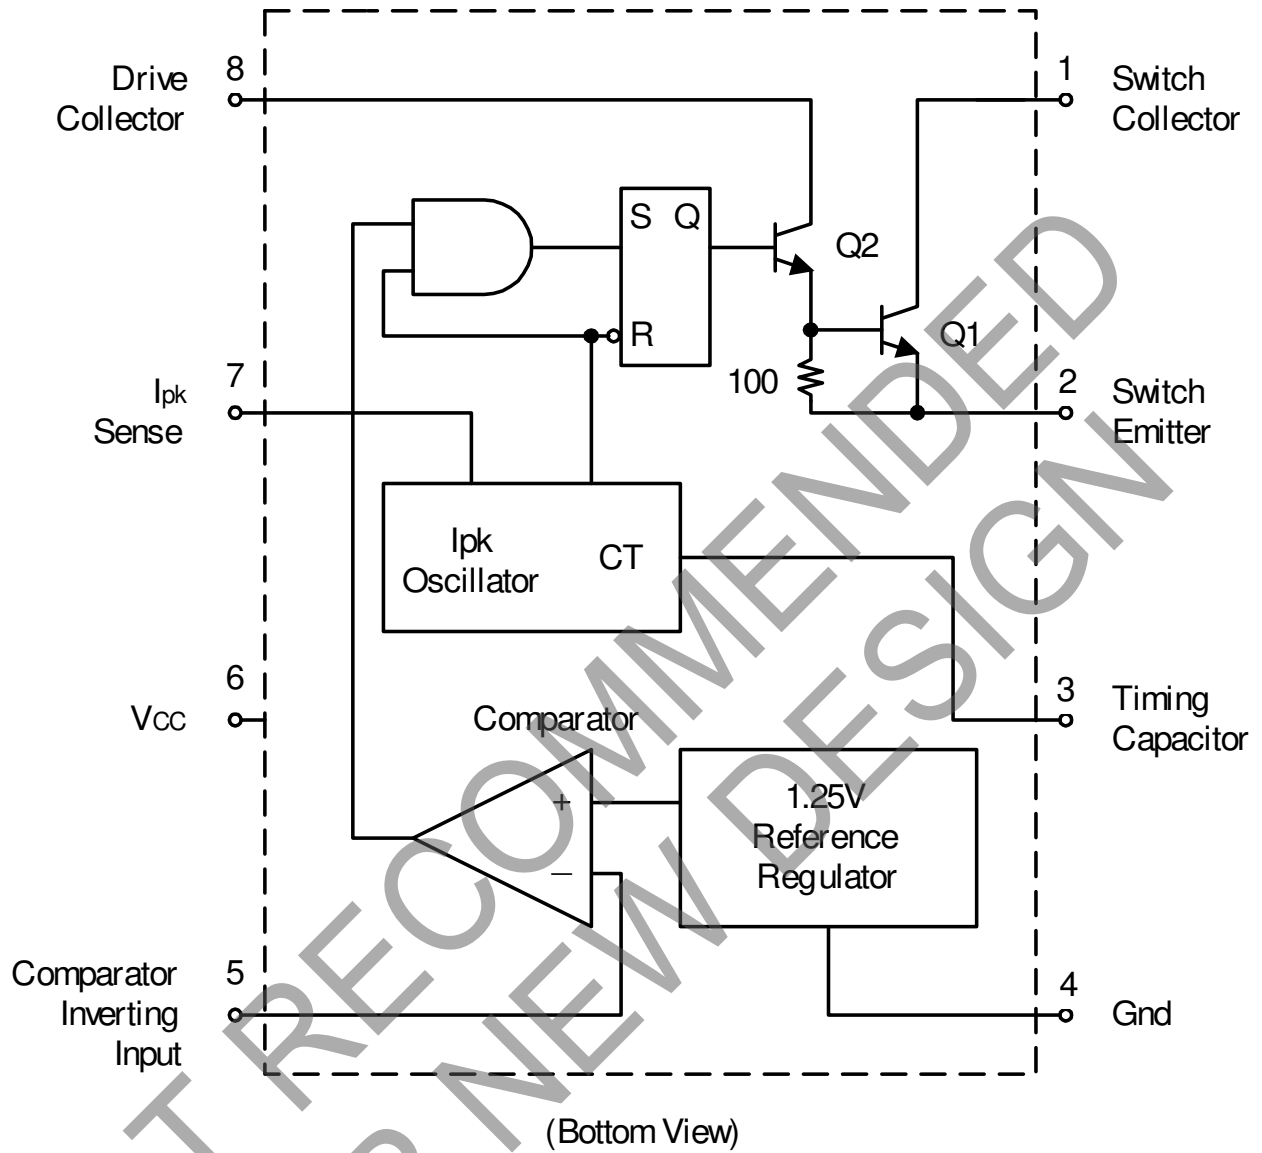 Drive
Collector
8
1
Switch
Collector
S Q
Q2
R
Q1
100
7
Ipk
Sense
2
Switch
Emitter
Ipk
Oscillator
CT
6
VCC
3
Timing
Capacitor
Comparator
+
−
1.25V
Reference
Regulator
5
Comparator
Inverting
Input
4
Gnd
(Bottom View)
RECOMMENDED
NEW DESIGN